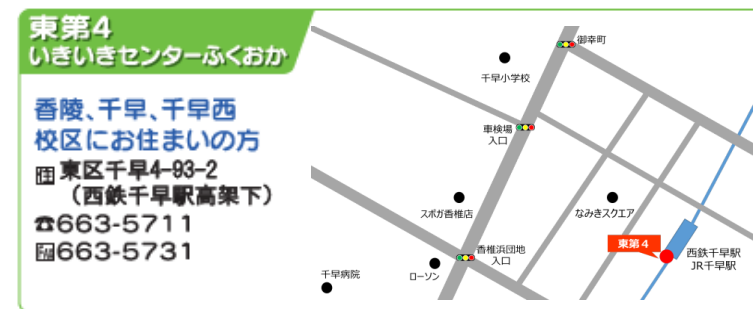 東第4
いきいきセンターふくおか
香陵、千早、千早西
校区にお住まいの方
住 東区千早4-93-2
（西鉄千早駅高架下）
☎663-5711
FAX663-5731
御幸町
千早小学校
車検場
入口
スポガ香椎店
なみきスクエア
東第4
西鉄千早駅
JR千早駅
香椎浜団地
入口
ローソン
千早病院